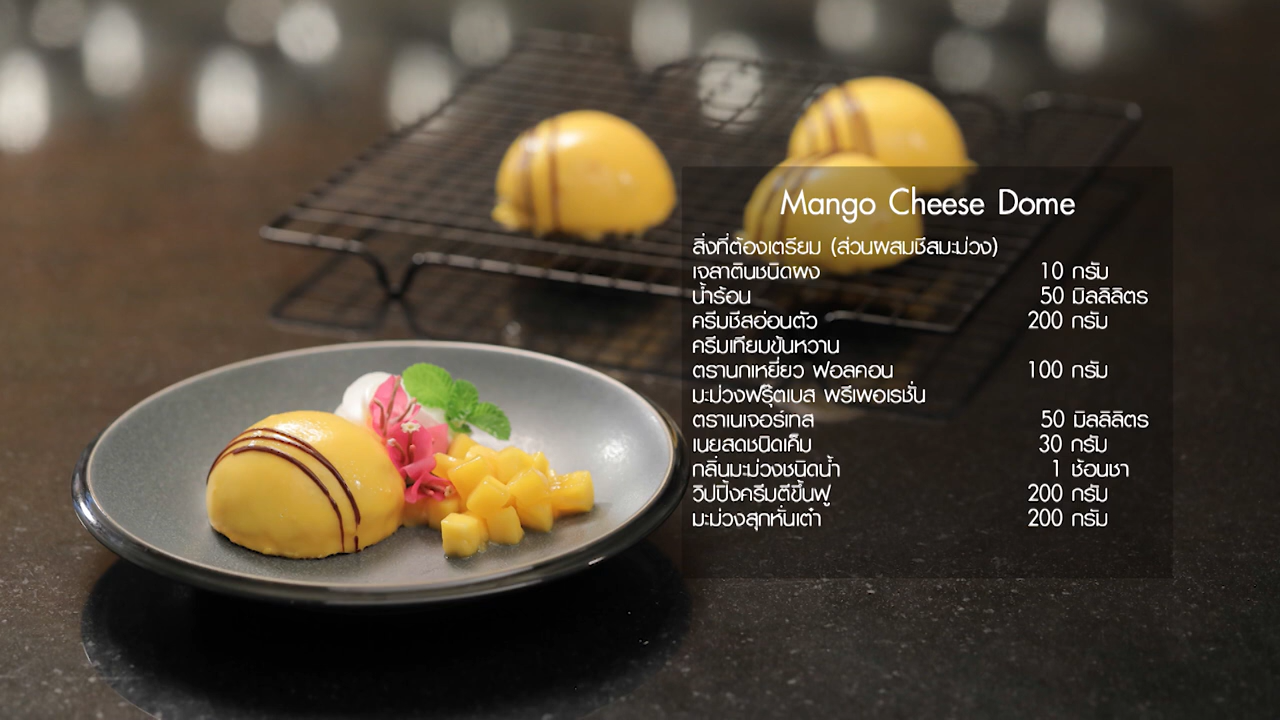 Mango Cheese Dome
สิ่งที่ต้องเตรียม (ส่วนผสมชีสมะม่วง)
เจลาตินชนิดผง 10 กรัม
น้ำร้อน 50 มิลลิลิตร
ครีมชีสอ่อนตัว 200 กรัม
ครีมเทียมข้นหวาน
ตรานกเหยี่ยว ฟอลคอน 100 กรัม
มะม่วงฟรุ๊ตเบส พรีเพอเรชั่น
ตราเนเจอร์เทส 50 มิลลิลิตร
เนยสดชนิดเค็ม 30 กรัม
กลิ่นมะม่วงชนิดน้ำ 1 ช้อนชา
วิปปิ้งครีมตีขึ้นฟู 200 กรัม
มะม่วงสุกหั่นเต๋า 200 กรัม